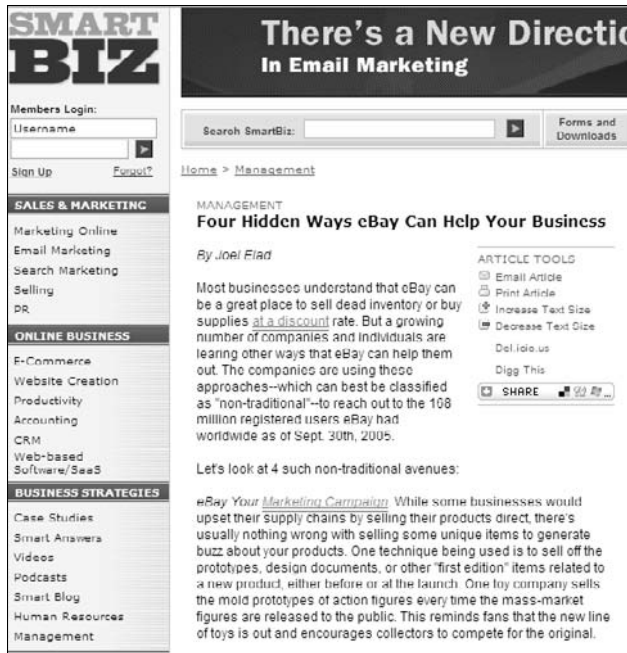 SMART
BIZ
There's a New Directio
In Email Marketing
Members Login:
Username
Sign Up Forgot?
Search SmartBiz:
Forms and
Downloads
Home > Management
SALES & MARKETING
Marketing Online
Email Marketing
Search Marketing
Selling
PR
ONLINE BUSINESS
E-Commerce
Website Creation
Productivity
Accounting
CRM
Web-based
Software/SaaS
BUSINESS STRATEGIES
Case Studies
Smart Answers
Videos
Podcasts
Smart Blog
Human Resources
Management
MANAGEMENT
Four Hidden Ways eBay Can Help Your Business
By Joel Elad
Most businesses understand that eBay can
be a great place to sell dead inventory or buy
supplies at a discount rate. But a growing
number of companies and individuals are
learing other ways that eBay can help them
out. The companies are using these
approaches--which can best be classified
as "non-traditional"--to reach out to the 168
million registered users eBay had
worldwide as of Sept. 30th, 2005.
ARTICLE TOOLS
Email Article
Print Article
Increase Text Size
Decrease Text Size
Del.icio.us
Digg This
SHARE
Let's look at 4 such non-traditional avenues:
eBay Your Marketing Campaign. While some businesses would
upset their supply chains by selling their products direct, there's
usually nothing wrong with selling some unique items to generate
buzz about your products. One technique being used is to sell off the
prototypes, design documents, or other "first edition" items related to
a new product, either before or at the launch. One toy company sells
the mold prototypes of action figures every time the mass-market
figures are released to the public. This reminds fans that the new line
of toys is out and encourages collectors to compete for the original.